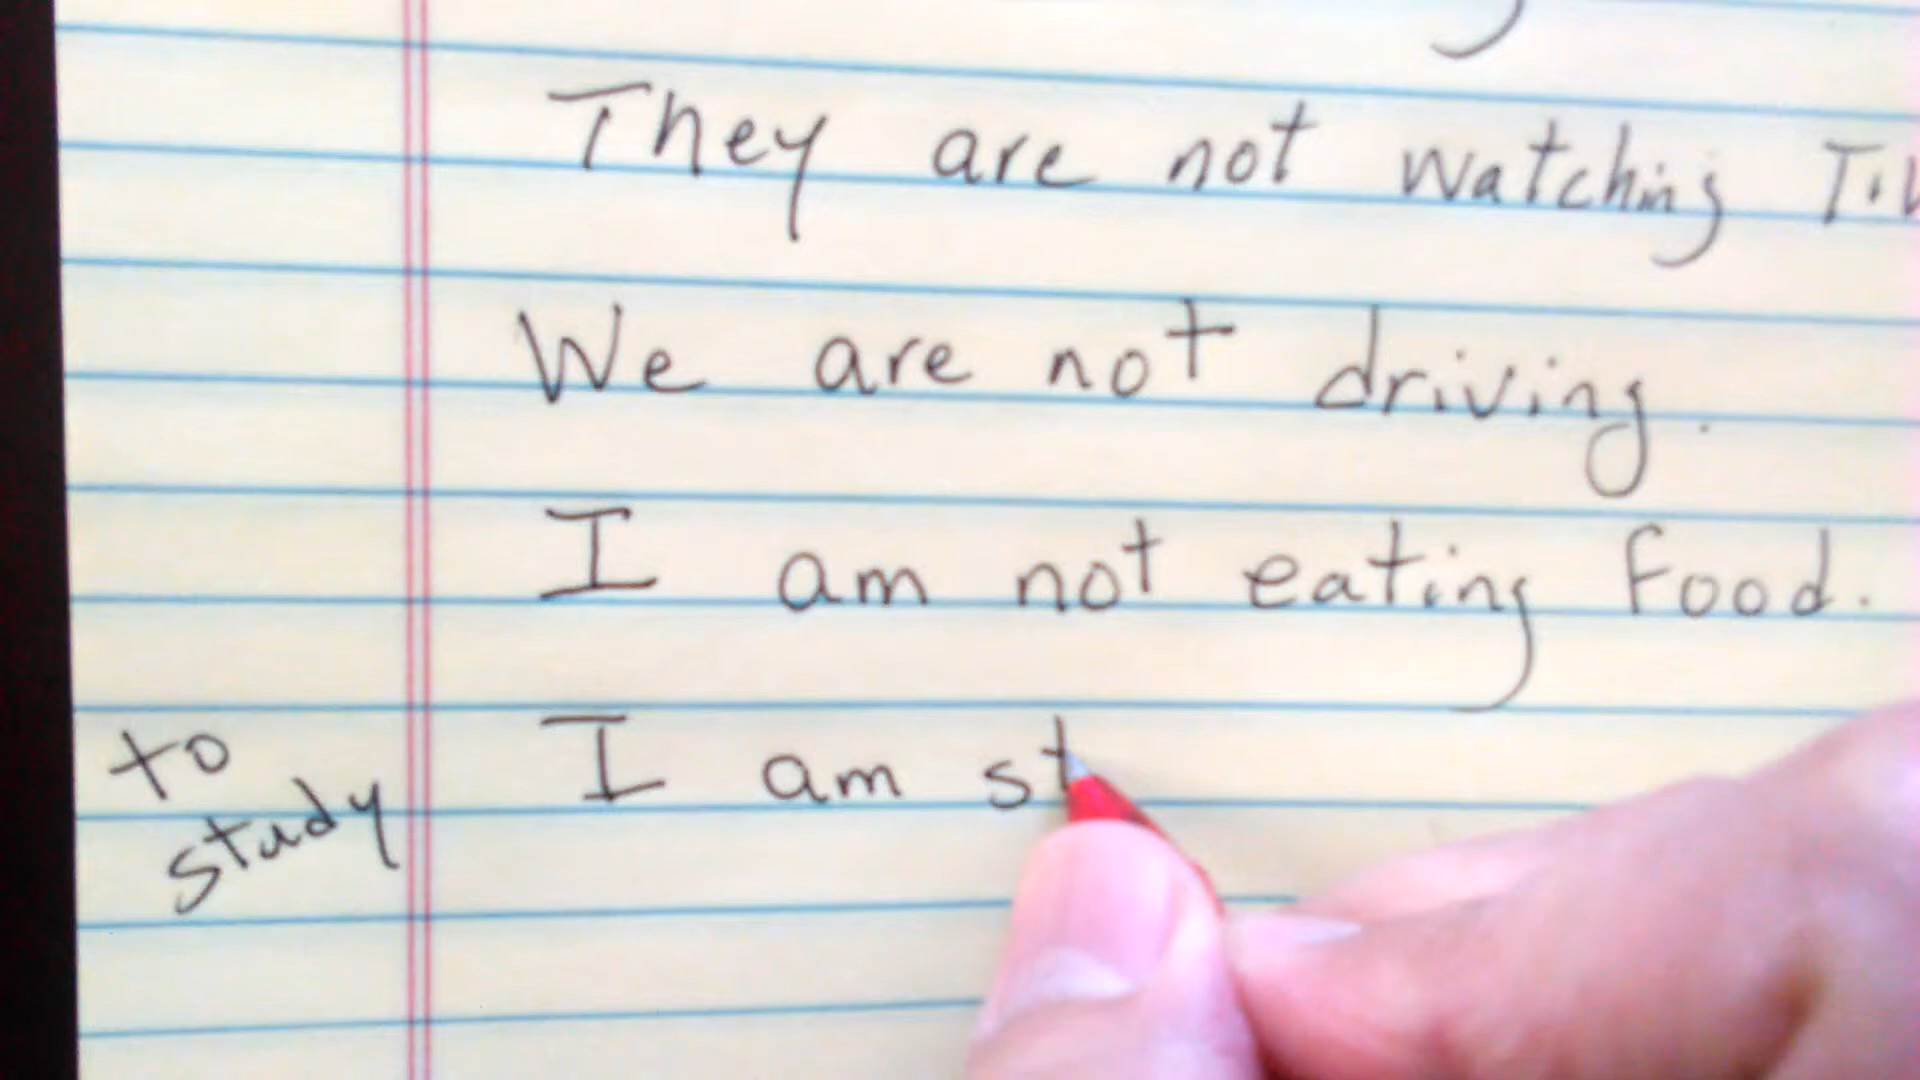 They are not watching T.V
We are not driving.
I am not eating food.
to
study
I am st